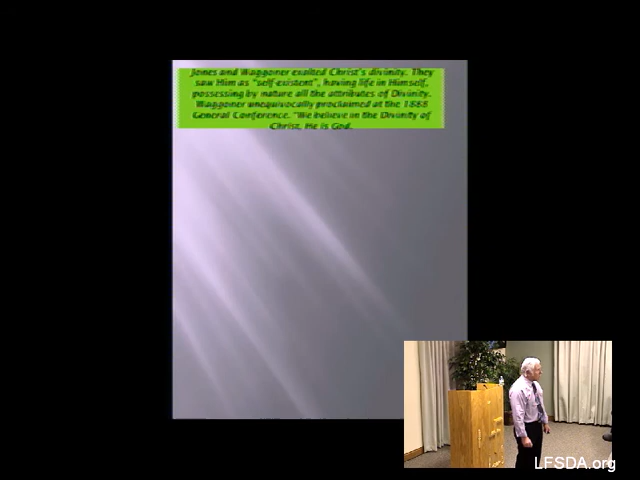 Jones and Waggoner exalted Christ's divinity. They
saw Him as "self-existent", having life in Himself,
possessing by nature all the attributes of Divinity.
Waggoner unequivocally proclaimed at the 1888
General Conference. "We believe in the Divinity of
Christ, He is God.
LFSDA.org